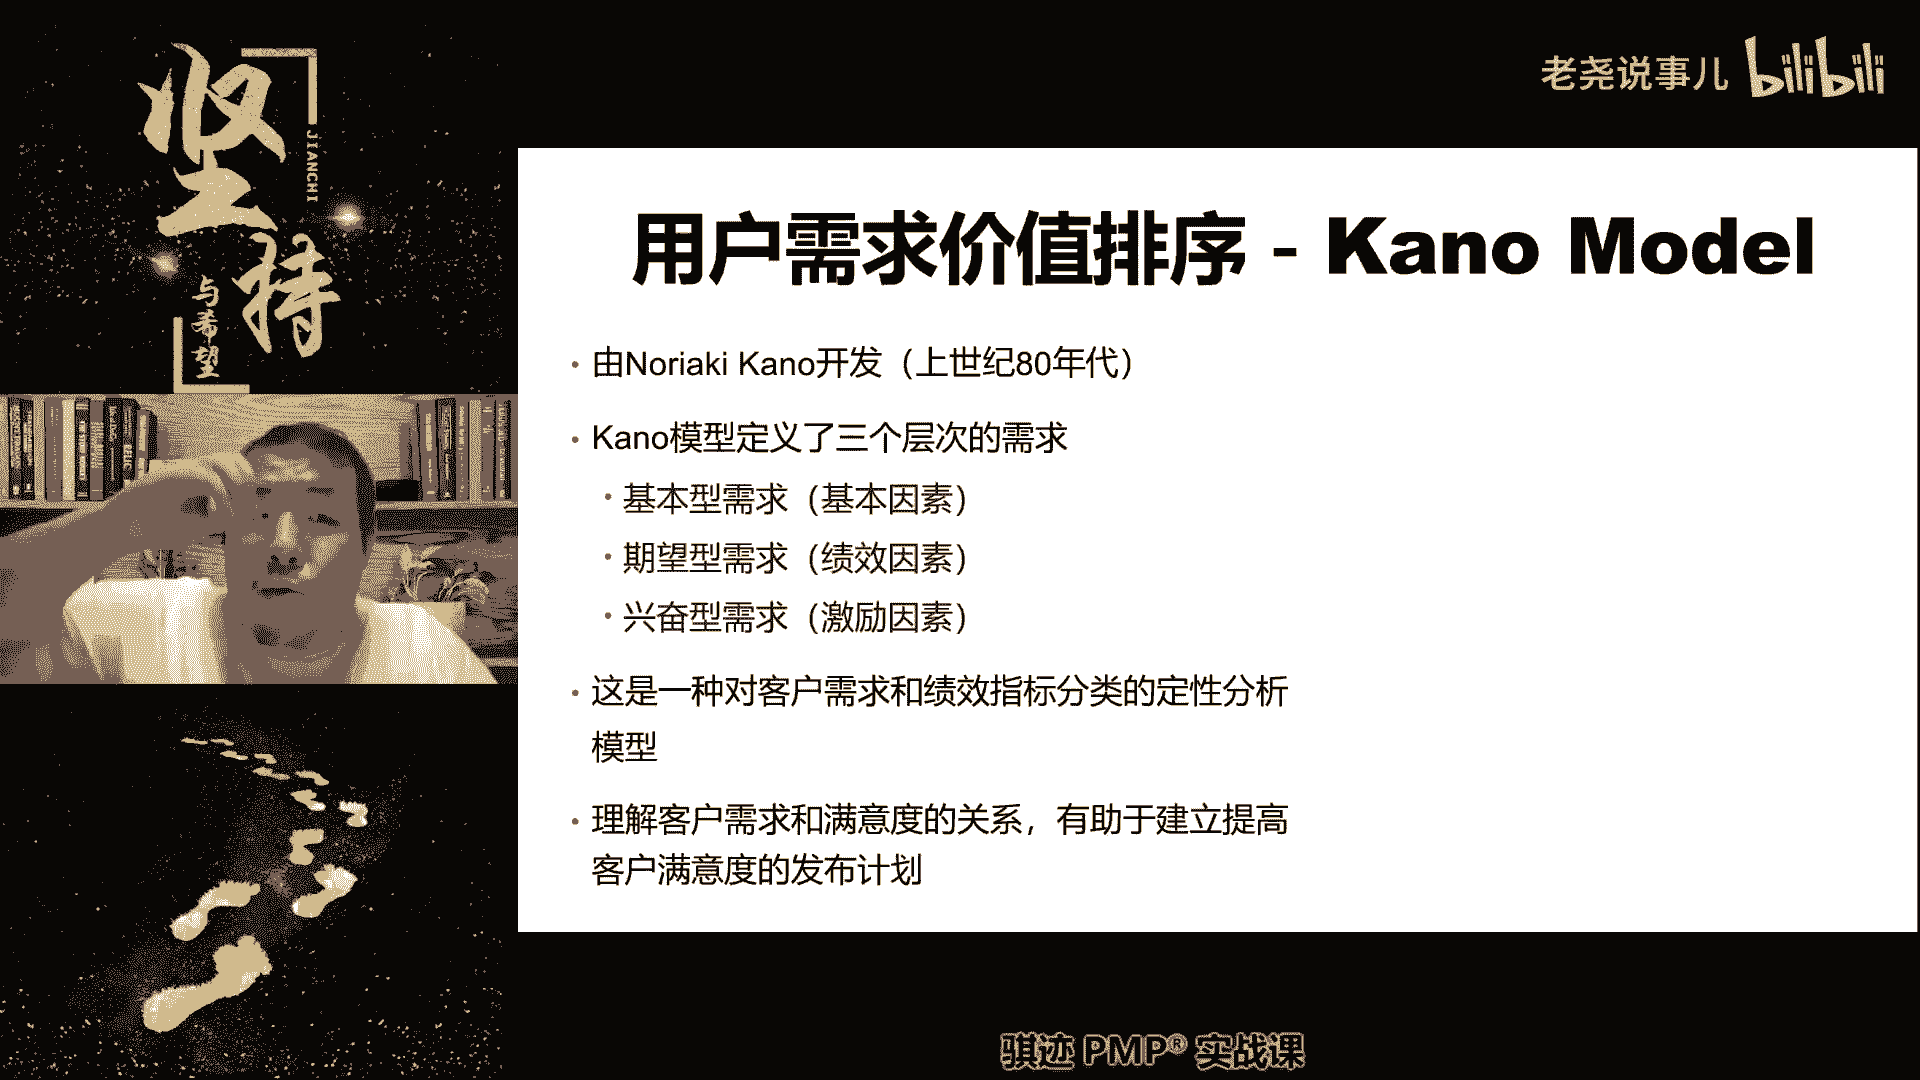 坚持
JIANCHI
与希望
老尧说事儿 bilibili
用户需求价值排序 - Kano Model
• 由Noriaki Kano开发（上世纪80年代）
• Kano模型定义了三个层次的需求
• 基本型需求（基本因素）
• 期望型需求（绩效因素）
• 兴奋型需求（激励因素）
• 这是一种对客户需求和绩效指标分类的定性分析
模型
• 理解客户需求和满意度的关系，有助于建立提高
客户满意度的发布计划
骐迹 PMP® 实战课